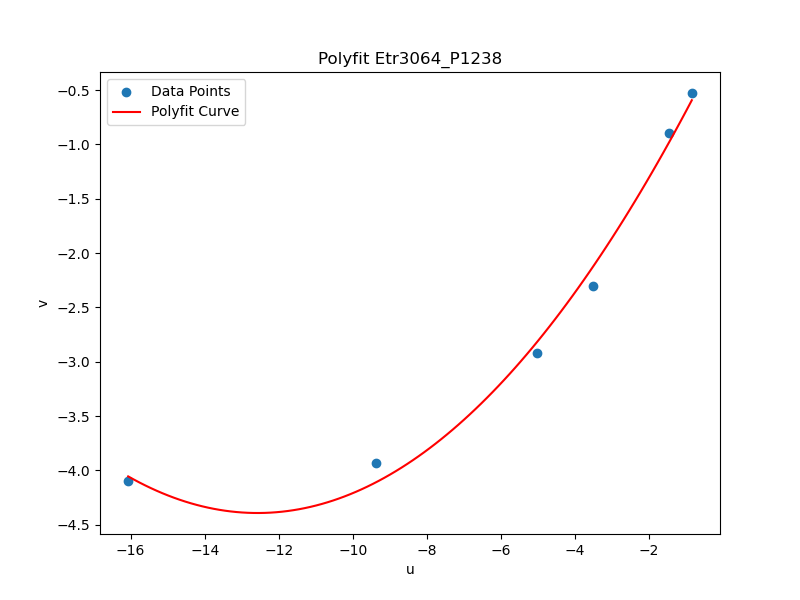 Polyfit Etr3064_P1238
Data Points
Polyfit Curve
−0.5
−1.0
−1.5
−2.0
−2.5
−3.0
−3.5
−4.0
−4.5
v
−16 −14 −12 −10 −8 −6 −4 −2
u